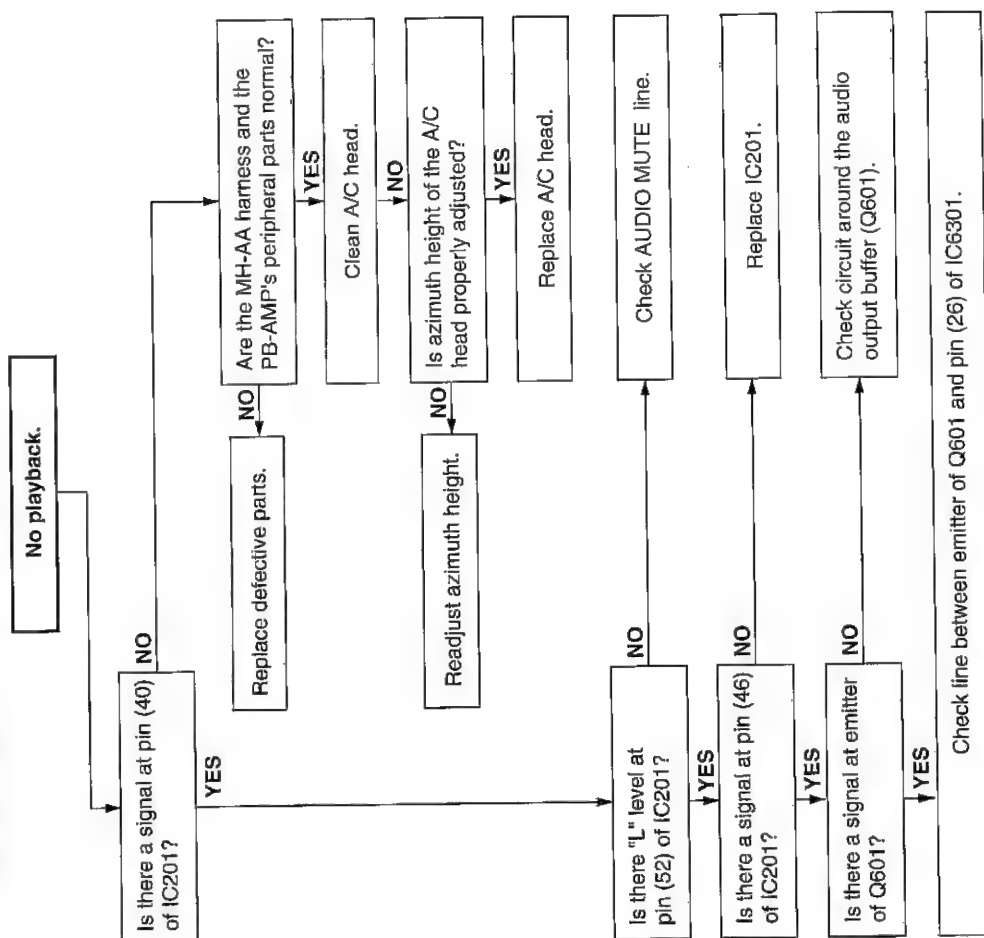 No playback.
Is there a signal at pin (40)
of IC201?
NO
YES
Are the MH-AA harness and the
PB-AMP's peripheral parts normal?
NO
YES
Replace defective parts.
Clean A/C head.
NO
Is azimuth height of the A/C
head properly adjusted?
NO
YES
Readjust azimuth height.
Replace A/C head.
Is there "L" level at
pin (52) of IC201?
NO
YES
Check AUDIO MUTE line.
Is there a signal at pin (46)
of IC201?
NO
YES
Replace IC201.
Is there a signal at emitter
of Q601?
NO
YES
Check circuit around the audio
output buffer (Q601).
Check line between emitter of Q601 and pin (26) of IC6301.